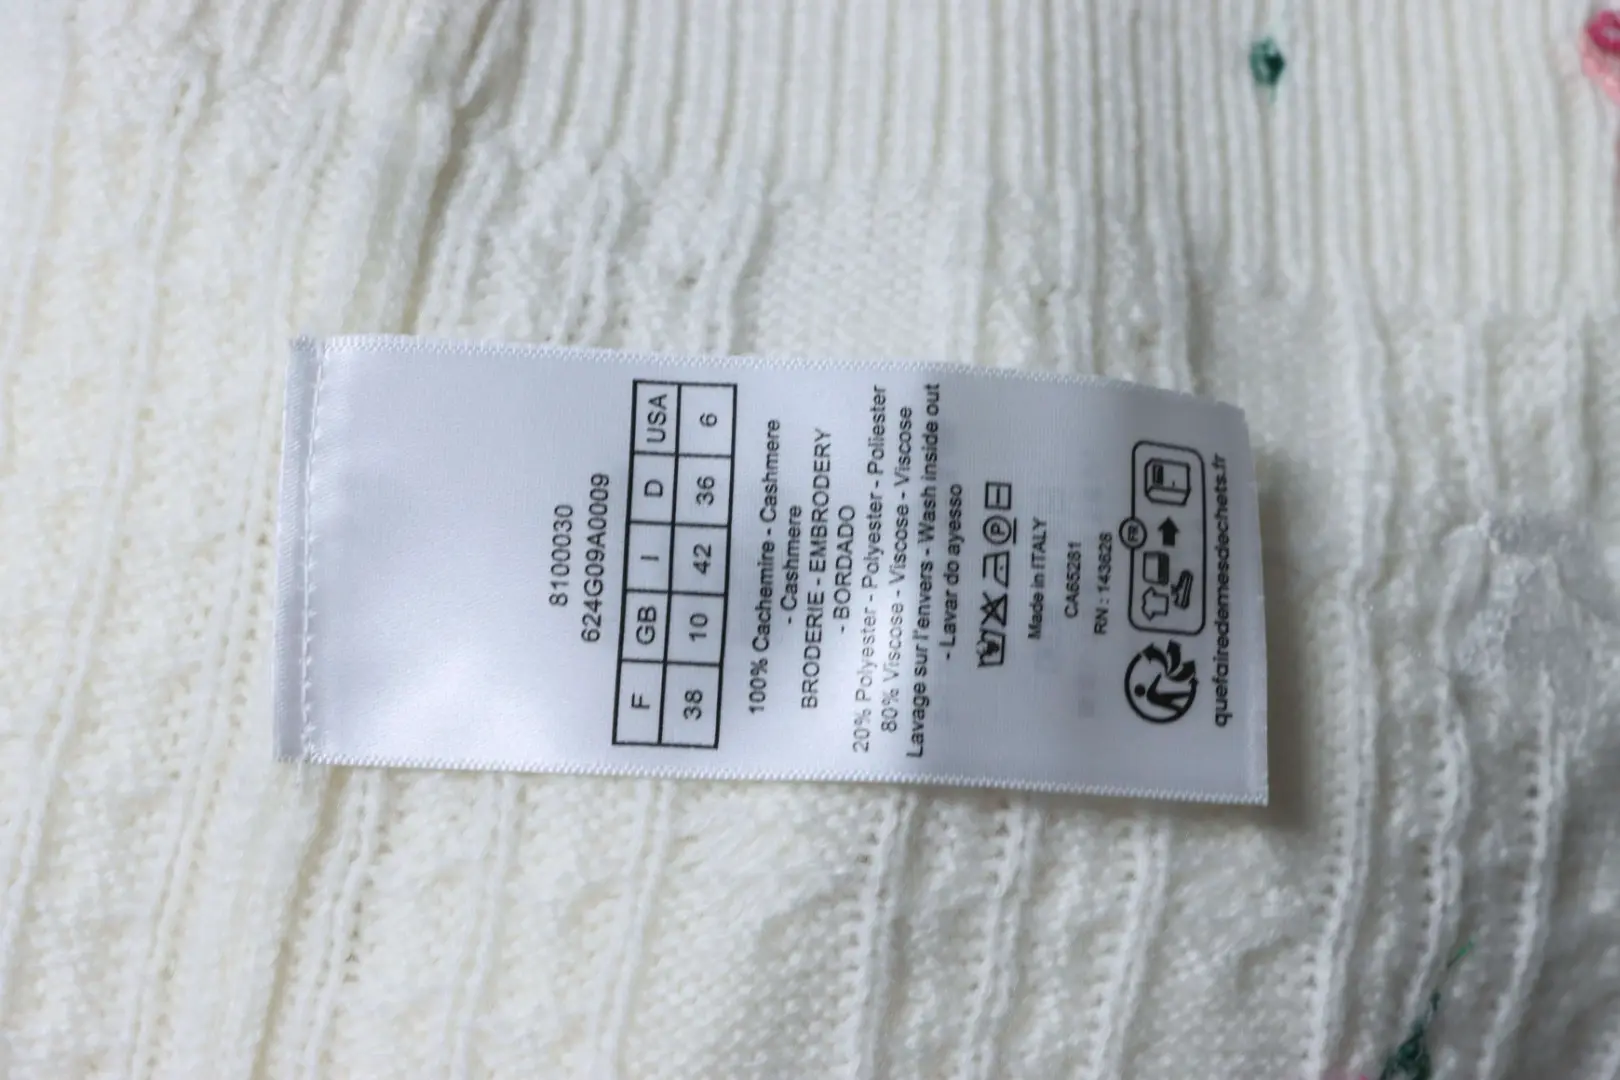 8100030
624G09A0009
F GB I D USA
38 10 42 36 6
100% Cachemire - Cashmere
- Cashmere
BRODERIE - EMBRODERY
- BORDADO
20% Polyester - Polyester - Poliester
80% Viscose - Viscose - Viscose
Lavage sur l'envers - Wash inside out
- Lavar do ayesso
P
Made in ITALY
CA65281
RN : 143628
FR
quefairedemesdechets.fr